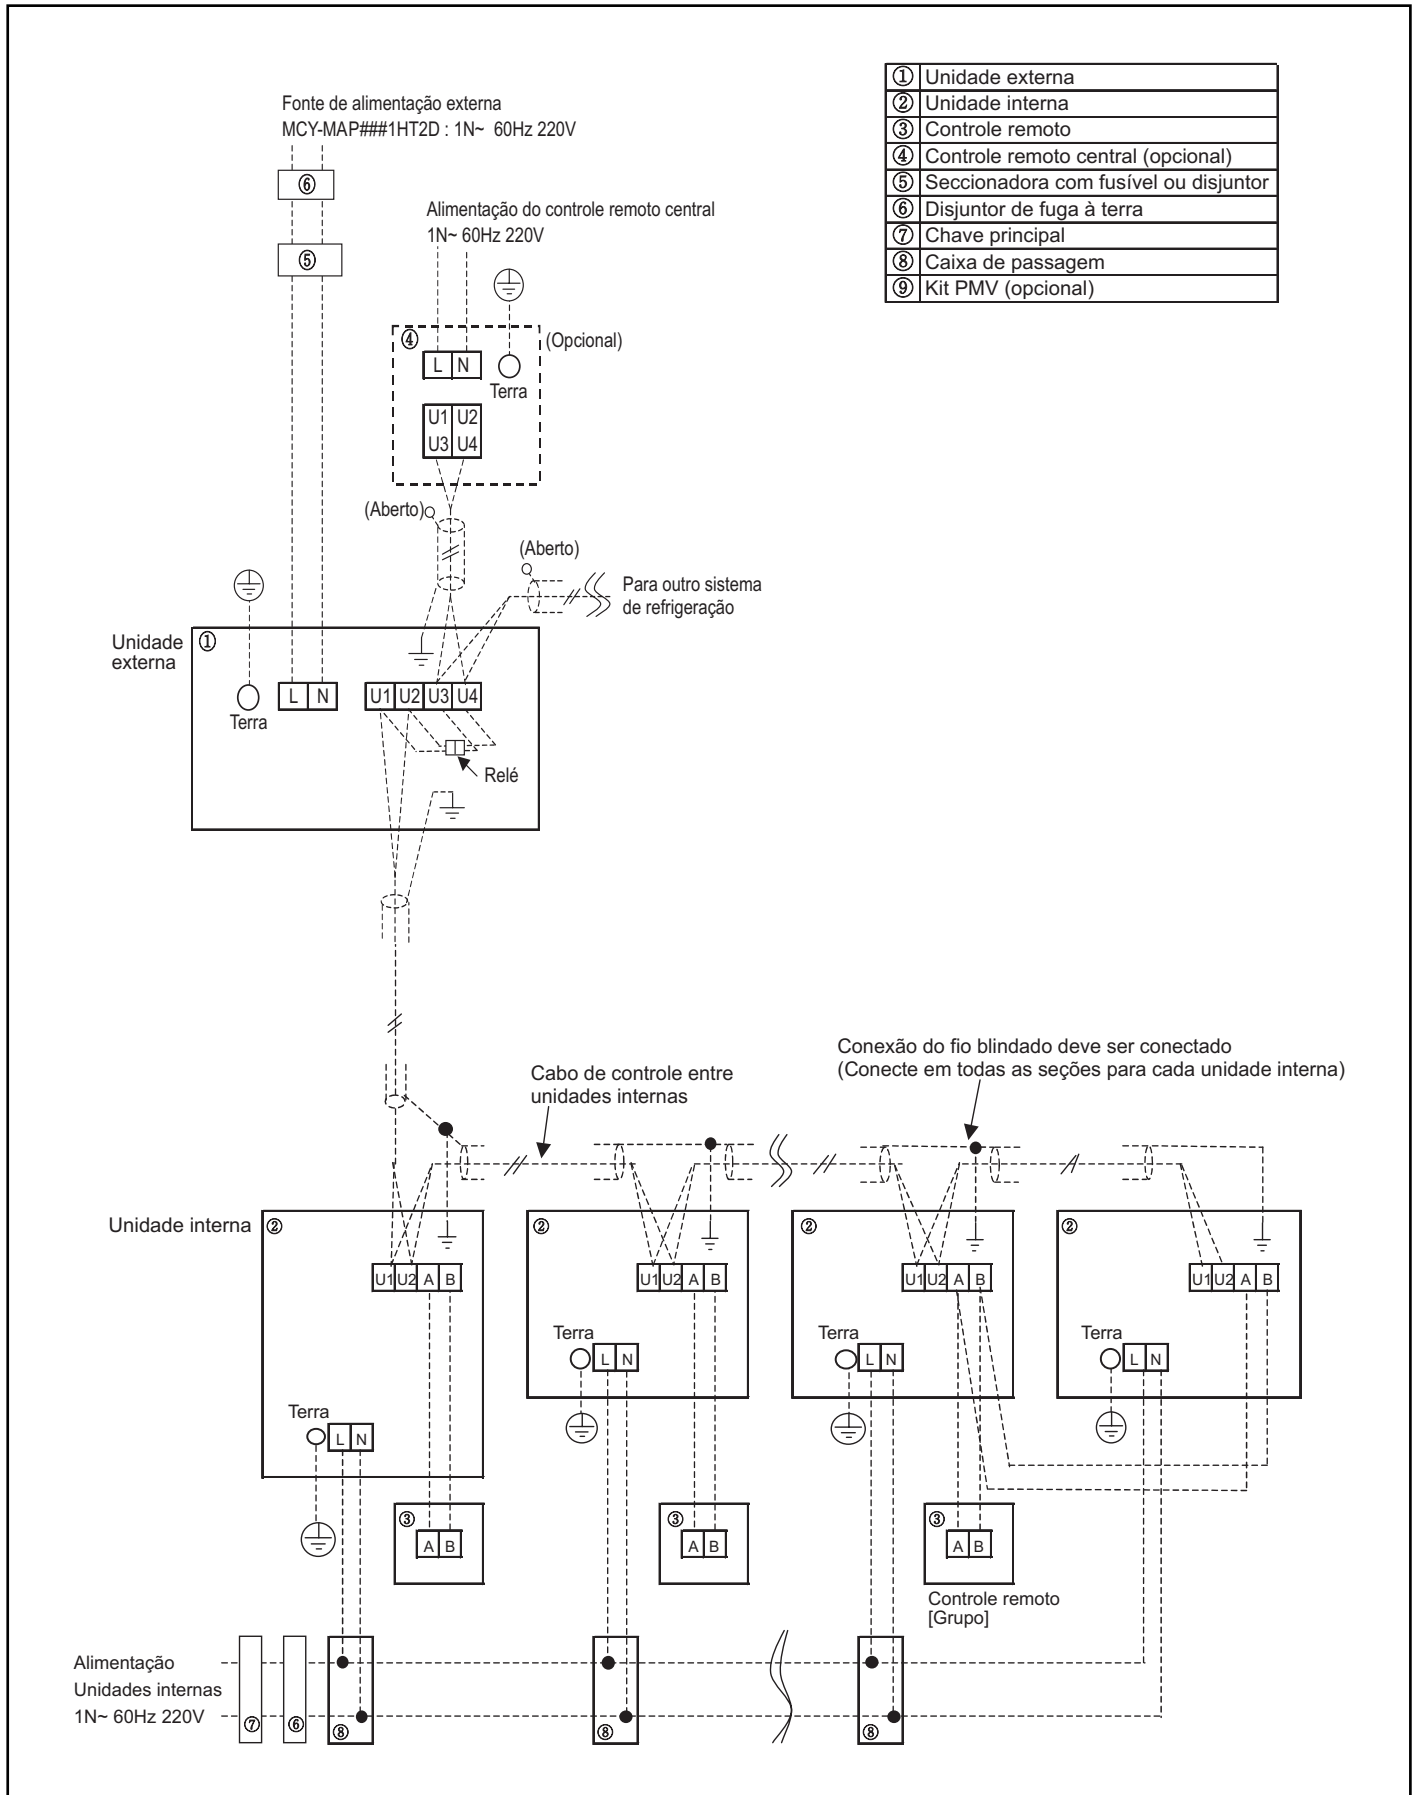 ① Unidade externa
② Unidade interna
③ Controle remoto
④ Controle remoto central (opcional)
⑤ Seccionadora com fusível ou disjuntor
⑥ Disjuntor de fuga à terra
⑦ Chave principal
⑧ Caixa de passagem
⑨ Kit PMV (opcional)
Fonte de alimentação externa
MCY-MAP###1HT2D : 1N~ 60Hz 220V
⑥
⑤
Alimentação do controle remoto central
1N~ 60Hz 220V
④
(Opcional)
L N
Terra
U1 U2
U3 U4
(Aberto)
(Aberto)
Para outro sistema
de refrigeração
Unidade
externa
①
Terra
L N
U1 U2 U3 U4
Relé
Conexão do fio blindado deve ser conectado
(Conecte em todas as seções para cada unidade interna)
Cabo de controle entre
unidades internas
Unidade interna
②
U1 U2 A B
Terra
L N
③
A B
②
U1 U2 A B
Terra
L N
③
A B
②
U1 U2 A B
Terra
L N
③
A B
Controle remoto
[Grupo]
②
U1 U2 A B
Terra
L N
Alimentação
Unidades internas
1N~ 60Hz 220V
⑦
⑥
⑧
⑧
⑧